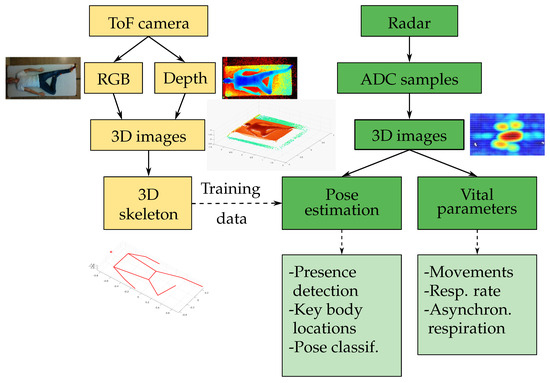 ToF camera
Radar
RGB
Depth
ADC samples
3D images
3D images
3D
skeleton
Training
data
Pose
estimation
Vital
parameters
-Presence
detection
-Key body
locations
-Pose classif.
-Movements
-Resp. rate
-Asynchron.
respiration